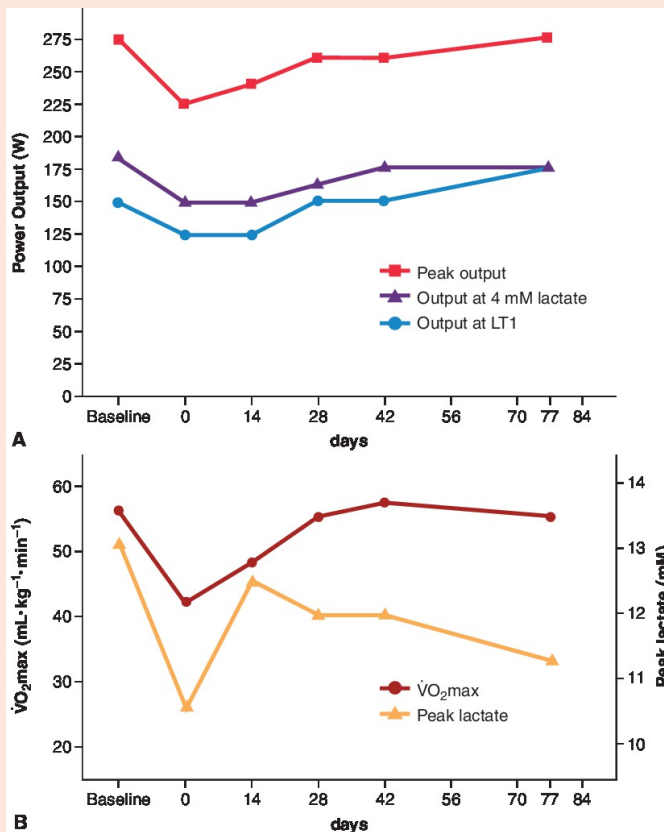 Power Output (W)
275
250
225
200
175
150
125
100
75
50
25
0
Peak output
Output at 4 mM lactate
Output at LT1
Baseline 0 14 28 42 56 70 77 84
days
A
V̇O₂max (mL·kg⁻¹·min⁻¹)
60
50
40
30
20
Peak lactate (mM)
14
13
12
11
10
V̇O₂max
Peak lactate
Baseline 0 14 28 42 56 70 77 84
days
B